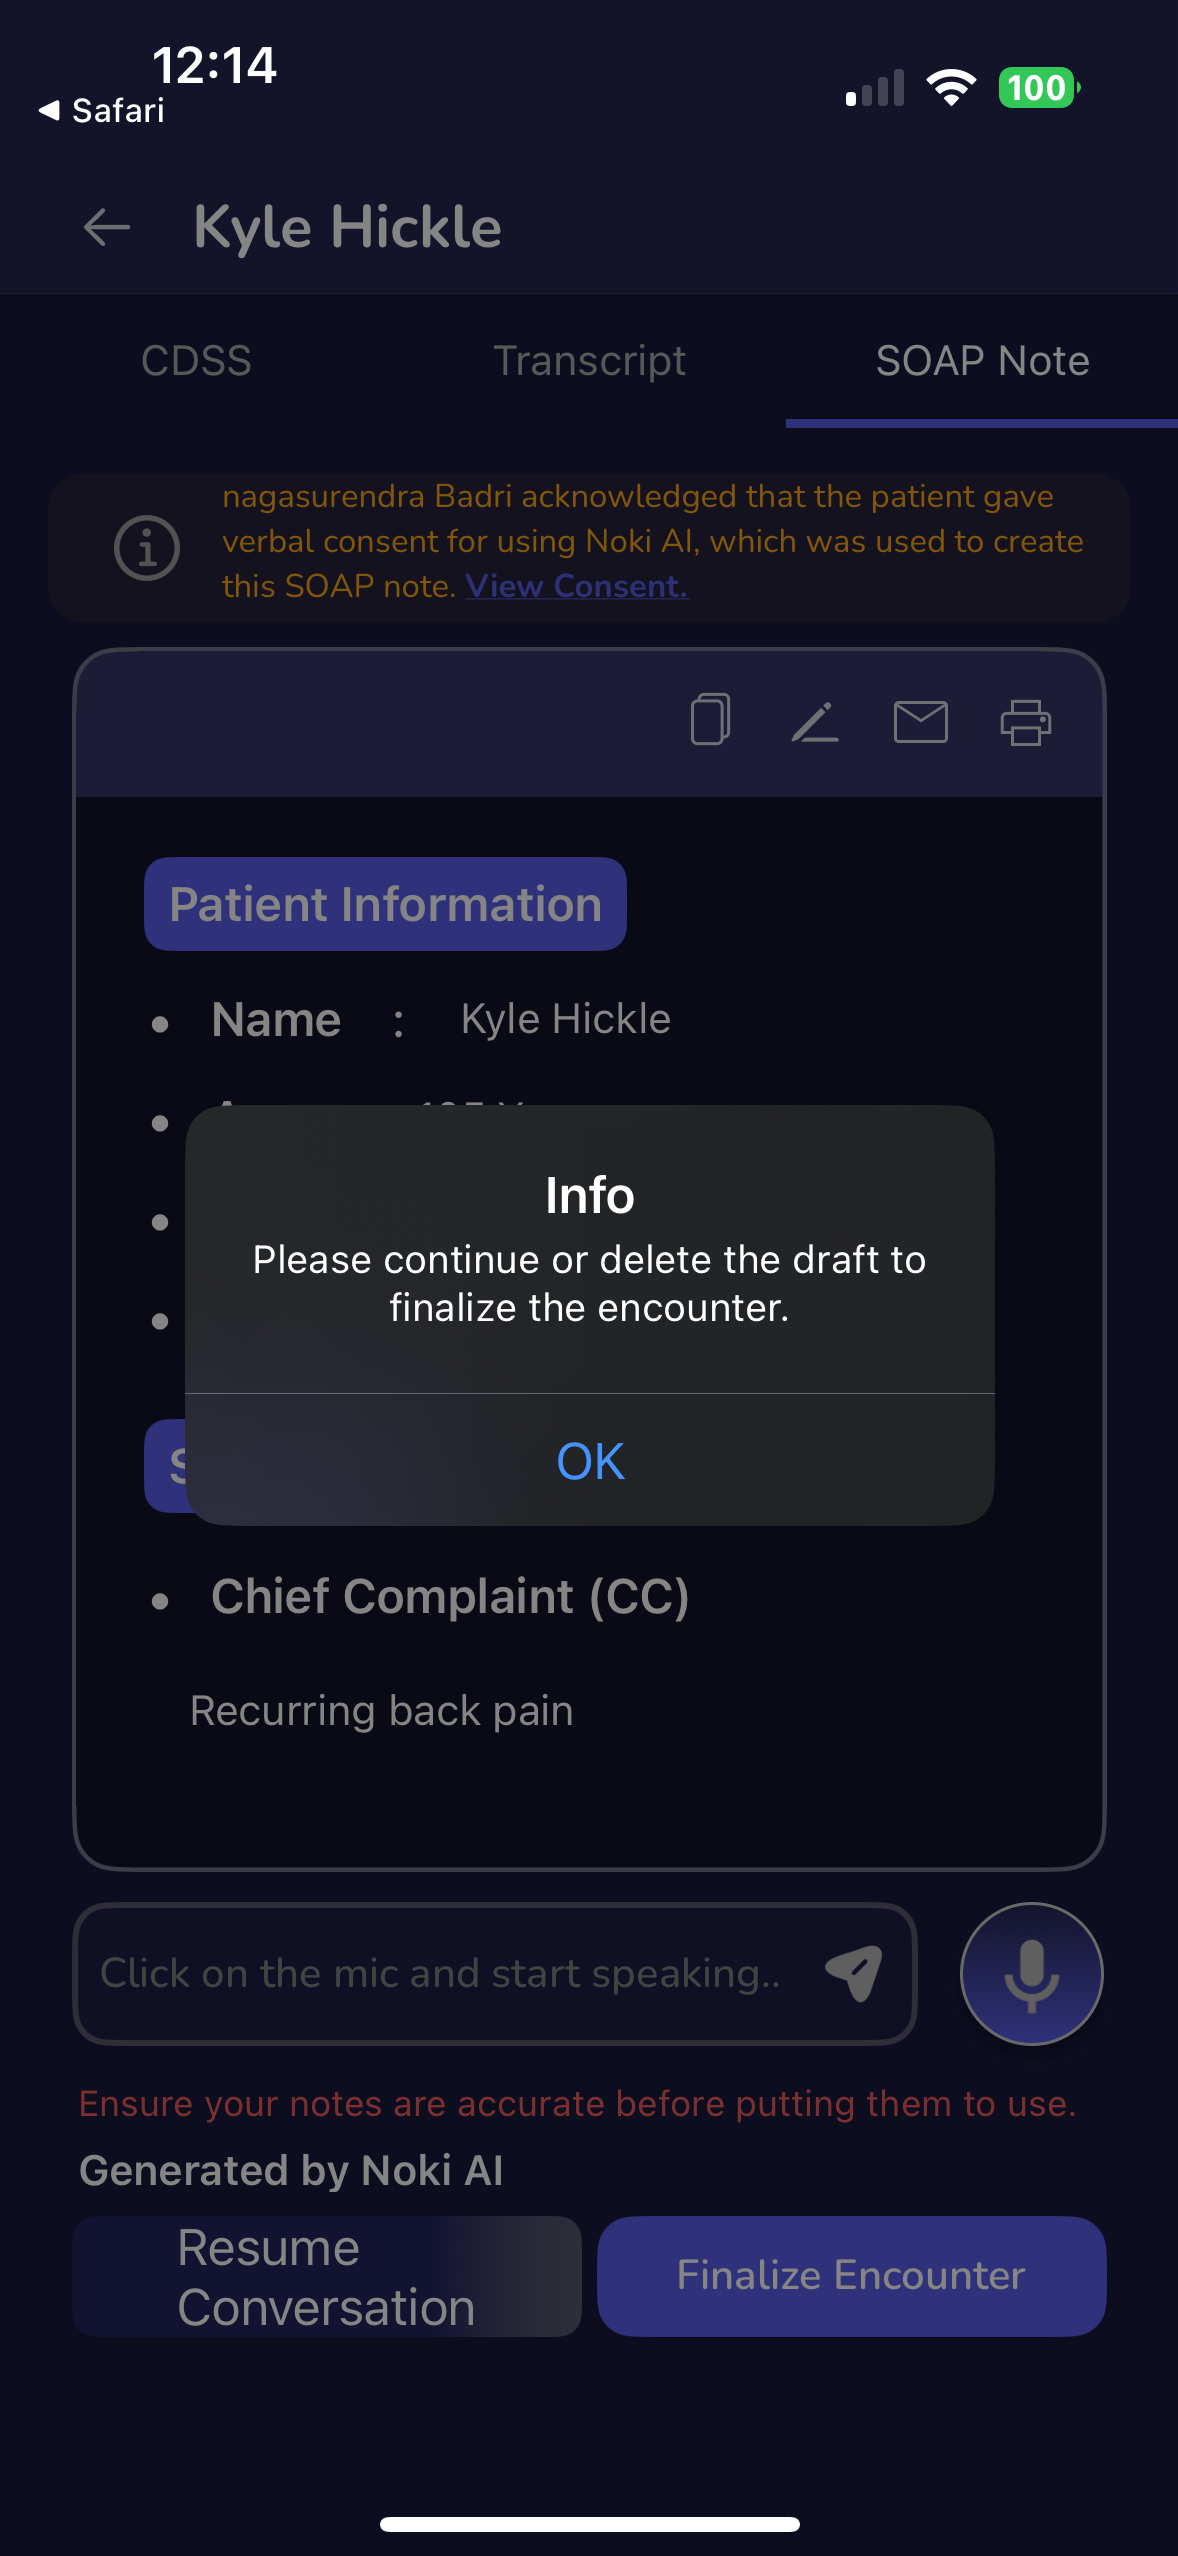 12:14
Safari
100
Kyle Hickle
CDSS
Transcript
SOAP Note
nagasurendra Badri acknowledged that the patient gave
verbal consent for using Noki AI, which was used to create
this SOAP note. View Consent.
Patient Information
Name : Kyle Hickle
Info
Please continue or delete the draft to
finalize the encounter.
OK
Chief Complaint (CC)
Recurring back pain
Click on the mic and start speaking..
Ensure your notes are accurate before putting them to use.
Generated by Noki AI
Resume
Conversation
Finalize Encounter